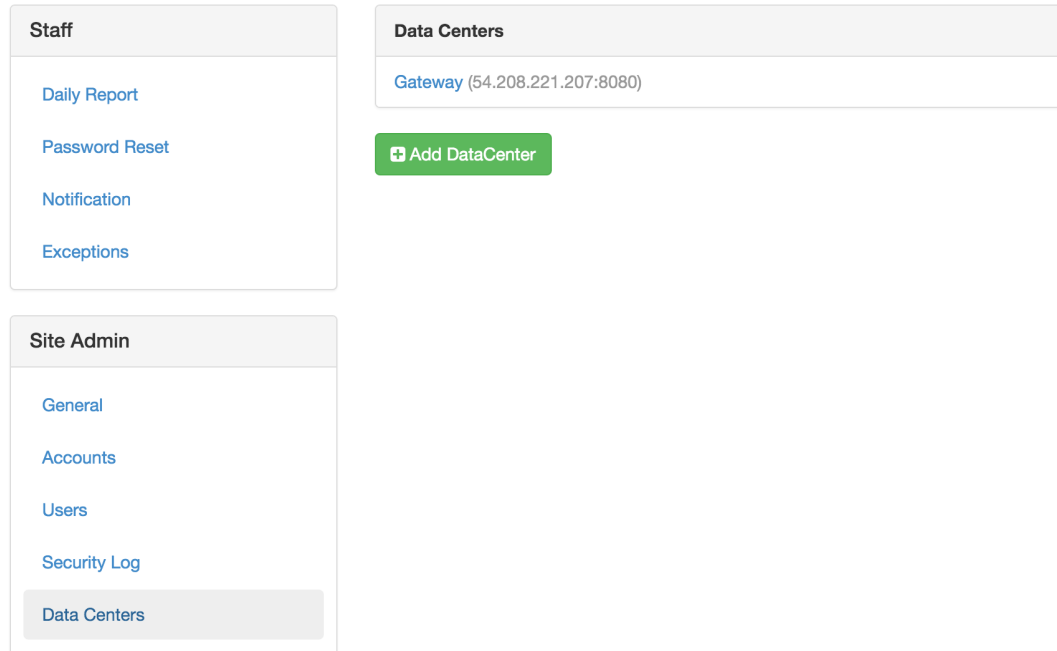 Staff
Daily Report
Password Reset
Notification
Exceptions
Site Admin
General
Accounts
Users
Security Log
Data Centers
Data Centers
Gateway (54.208.221.207:8080)
Add DataCenter